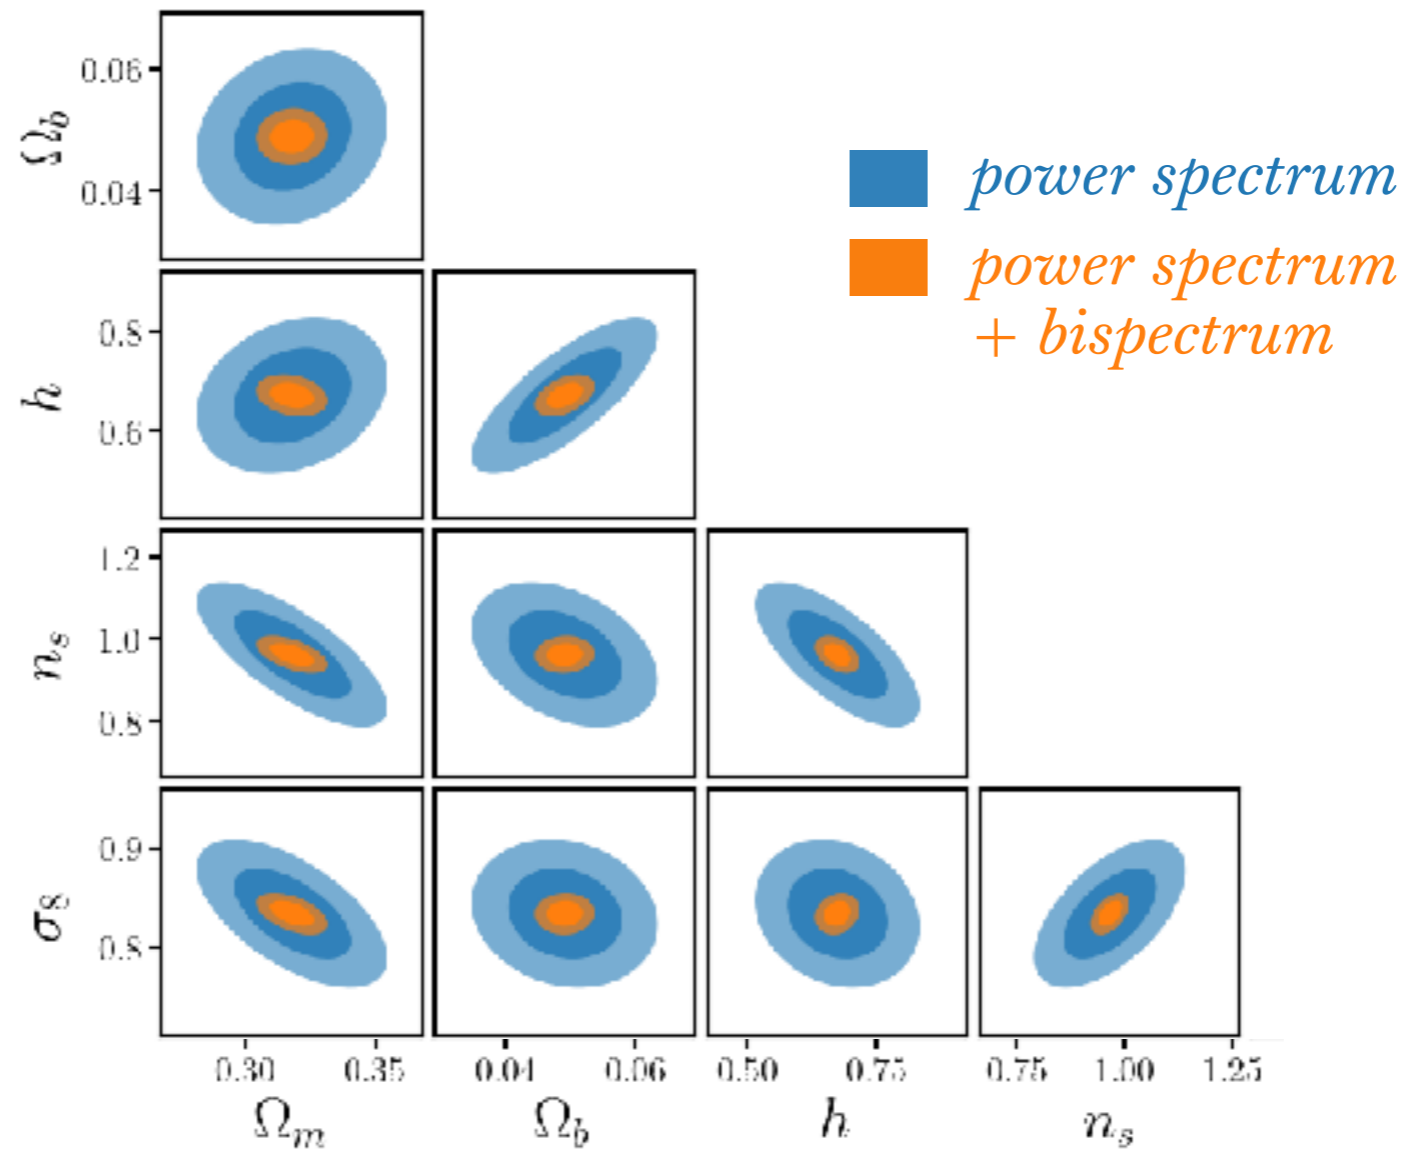 0.06
Ω_b
0.04
power spectrum
power spectrum
+ bispectrum
0.8
h
0.6
1.2
n_s
1.0
0.8
0.9
σ_8
0.8
0.30 0.35 0.04 0.06 0.50 0.75 0.75 1.00 1.25
Ω_m Ω_b h n_s